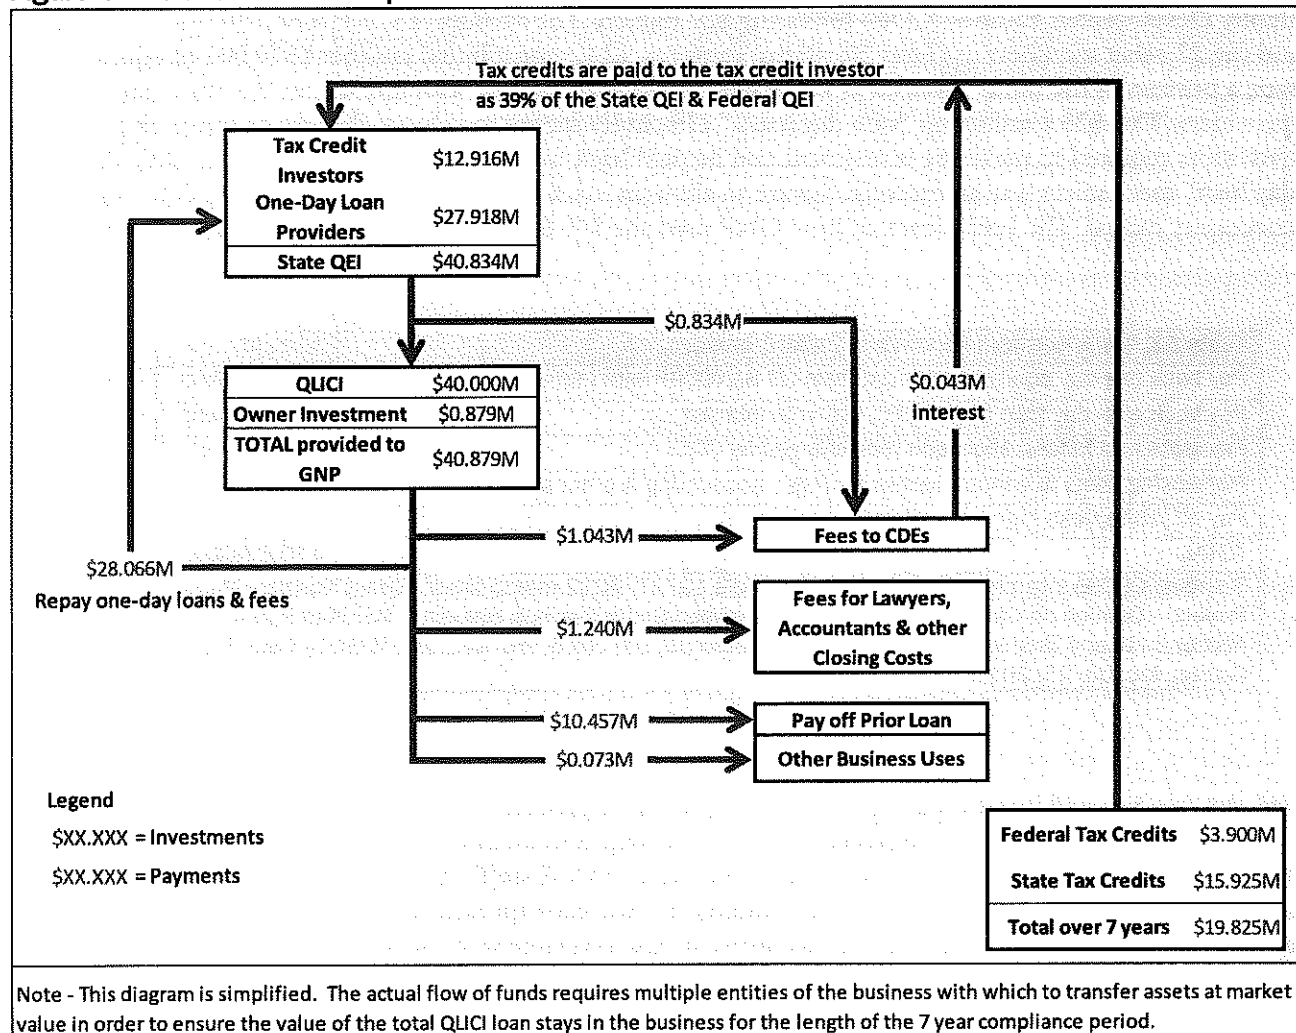 Tax credits are paid to the tax credit investor
as 39% of the State QEI & Federal QEI
Tax Credit
Investors
$12.916M
One-Day Loan
Providers
$27.918M
State QEI $40.834M
$0.834M
QLICI $40.000M
Owner Investment $0.879M
TOTAL provided to
GNP
$40.879M
$0.043M
interest
$1.043M
Fees to CDEs
$28.066M
Repay one-day loans & fees
$1.240M
Fees for Lawyers,
Accountants & other
Closing Costs
$10.457M
Pay off Prior Loan
$0.073M
Other Business Uses
Legend
$XX.XXX = Investments
$XX.XXX = Payments
Federal Tax Credits $3.900M
State Tax Credits $15.925M
Total over 7 years $19.825M
Note - This diagram is simplified. The actual flow of funds requires multiple entities of the business with which to transfer assets at market
value in order to ensure the value of the total QLICI loan stays in the business for the length of the 7 year compliance period.